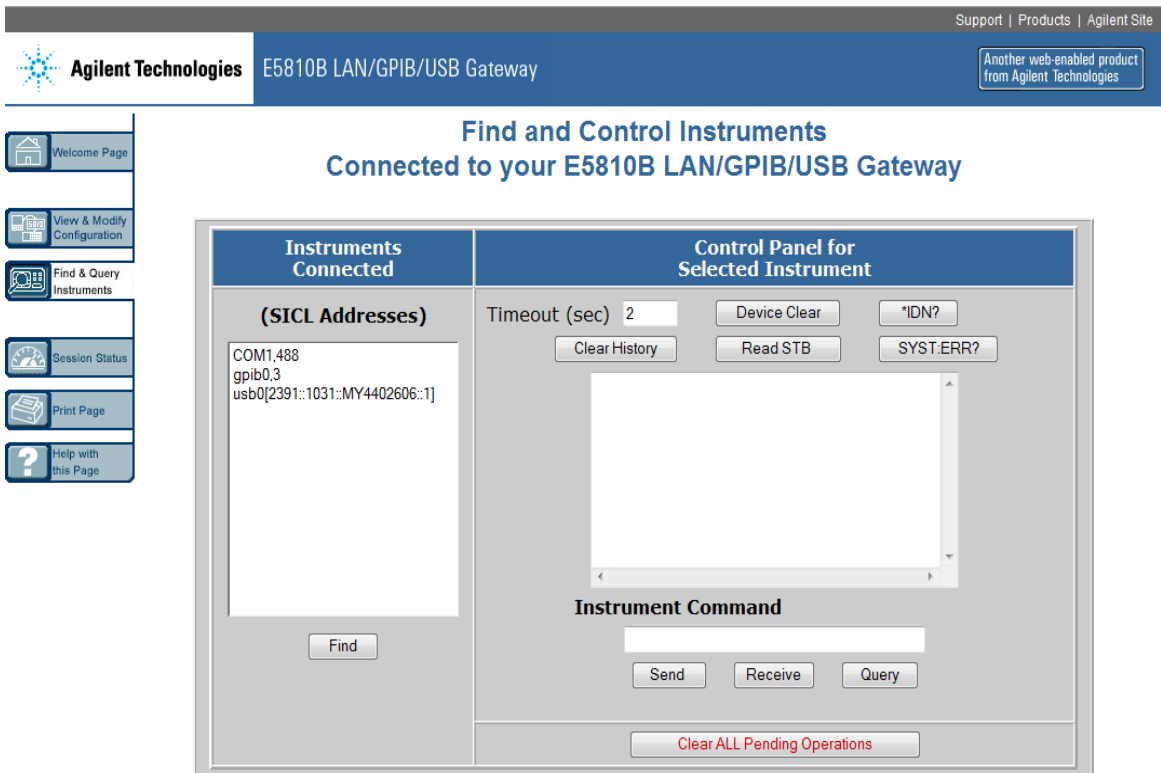 Support | Products | Agilent Site
Agilent Technologies
E5810B LAN/GPIB/USB Gateway
Another web-enabled product
from Agilent Technologies
Welcome Page
View & Modify
Configuration
Find & Query
Instruments
Session Status
Print Page
Help with
this Page
Find and Control Instruments
Connected to your E5810B LAN/GPIB/USB Gateway
Instruments
Connected
(SICL Addresses)
COM1,488
gpib0,3
usb0[2391::1031::MY4402606::1]
Find
Control Panel for
Selected Instrument
Timeout (sec) 2 Device Clear *IDN?
Clear History Read STB SYST:ERR?
Instrument Command
Send Receive Query
Clear ALL Pending Operations